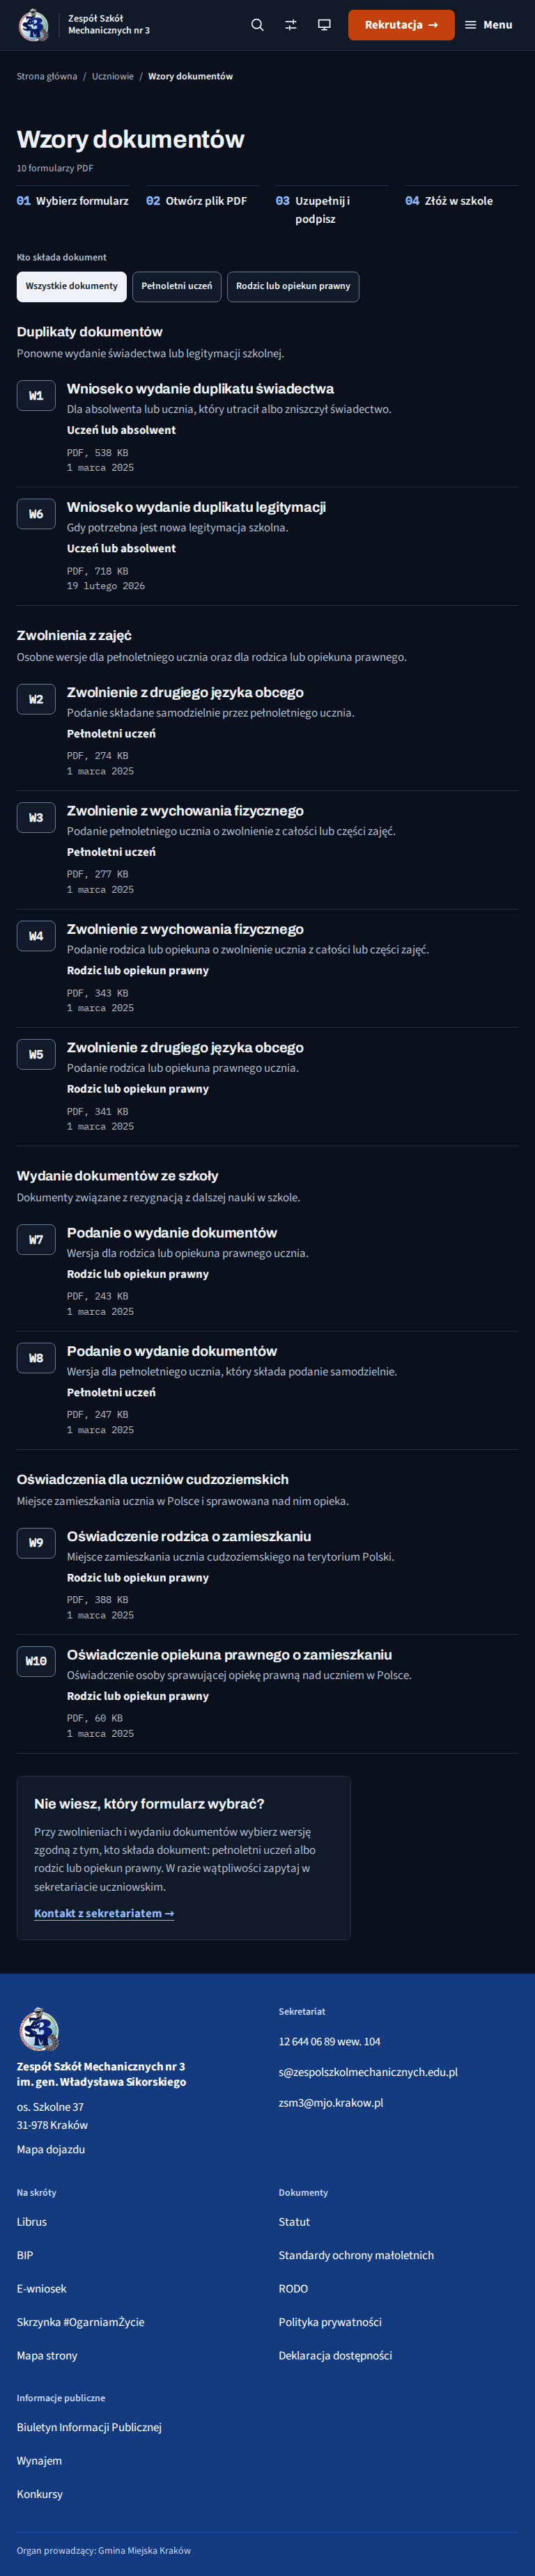 Zespół Szkół
Mechanicznych nr 3
Rekrutacja →
Menu
Strona główna / Uczniowie / Wzory dokumentów
Wzory dokumentów
10 formularzy PDF
01 Wybierz formularz
02 Otwórz plik PDF
03 Uzupełnij i
podpisz
04 Złóż w szkole
Kto składa dokument
Wszystkie dokumenty
Pełnoletni uczeń
Rodzic lub opiekun prawny
Duplikaty dokumentów
Ponowne wydanie świadectwa lub legitymacji szkolnej.
W1
Wniosek o wydanie duplikatu świadectwa
Dla absolwenta lub ucznia, który utracił albo zniszczył świadectwo.
Uczeń lub absolwent
PDF, 538 KB
1 marca 2025
W6
Wniosek o wydanie duplikatu legitymacji
Gdy potrzebna jest nowa legitymacja szkolna.
Uczeń lub absolwent
PDF, 718 KB
19 lutego 2026
Zwolnienia z zajęć
Osobne wersje dla pełnoletniego ucznia oraz dla rodzica lub opiekuna prawnego.
W2
Zwolnienie z drugiego języka obcego
Podanie składane samodzielnie przez pełnoletniego ucznia.
Pełnoletni uczeń
PDF, 274 KB
1 marca 2025
W3
Zwolnienie z wychowania fizycznego
Podanie pełnoletniego ucznia o zwolnienie z całości lub części zajęć.
Pełnoletni uczeń
PDF, 277 KB
1 marca 2025
W4
Zwolnienie z wychowania fizycznego
Podanie rodzica lub opiekuna o zwolnienie ucznia z całości lub części zajęć.
Rodzic lub opiekun prawny
PDF, 343 KB
1 marca 2025
W5
Zwolnienie z drugiego języka obcego
Podanie rodzica lub opiekuna prawnego ucznia.
Rodzic lub opiekun prawny
PDF, 341 KB
1 marca 2025
Wydanie dokumentów ze szkoły
Dokumenty związane z rezygnacją z dalszej nauki w szkole.
W7
Podanie o wydanie dokumentów
Wersja dla rodzica lub opiekuna prawnego ucznia.
Rodzic lub opiekun prawny
PDF, 243 KB
1 marca 2025
W8
Podanie o wydanie dokumentów
Wersja dla pełnoletniego ucznia, który składa podanie samodzielnie.
Pełnoletni uczeń
PDF, 247 KB
1 marca 2025
Oświadczenia dla uczniów cudzoziemskich
Miejsce zamieszkania ucznia w Polsce i sprawowana nad nim opieka.
W9
Oświadczenie rodzica o zamieszkaniu
Miejsce zamieszkania ucznia cudzoziemskiego na terytorium Polski.
Rodzic lub opiekun prawny
PDF, 388 KB
1 marca 2025
W10
Oświadczenie opiekuna prawnego o zamieszkaniu
Oświadczenie osoby sprawującej opiekę prawną nad uczniem w Polsce.
Rodzic lub opiekun prawny
PDF, 60 KB
1 marca 2025
Nie wiesz, który formularz wybrać?
Przy zwolnieniach i wydaniu dokumentów wybierz wersję
zgodną z tym, kto składa dokument: pełnoletni uczeń albo
rodzic lub opiekun prawny. W razie wątpliwości zapytaj w
sekretariacie uczniowskim.
Kontakt z sekretariatem →
Zespół Szkół Mechanicznych nr 3
im. gen. Władysława Sikorskiego
os. Szkolne 37
31-978 Kraków
Mapa dojazdu
Sekretariat
12 644 06 89 wew. 104
s@zespolszkolmechanicznych.edu.pl
zsm3@mjo.krakow.pl
Na skróty
Librus
BIP
E-wniosek
Skrzynka #OgarniamŻycie
Mapa strony
Dokumenty
Statut
Standardy ochrony małoletnich
RODO
Polityka prywatności
Deklaracja dostępności
Informacje publiczne
Biuletyn Informacji Publicznej
Wynajem
Konkursy
Organ prowadzący: Gmina Miejska Kraków